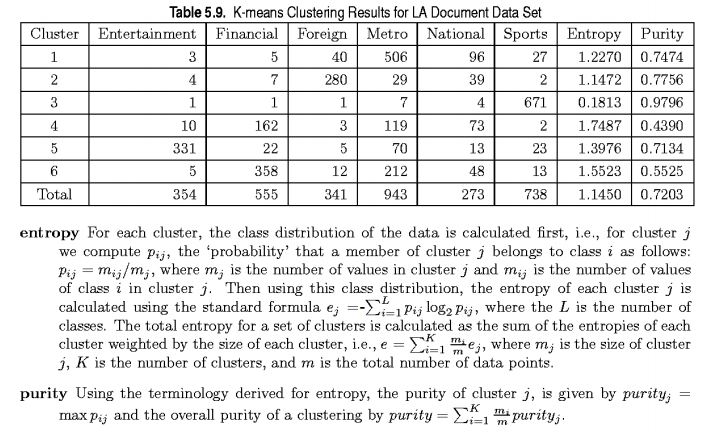 Table 5.9. K-means Clustering Results for LA Document Data Set
Cluster Entertainment Financial Foreign Metro National Sports Entropy Purity
1 3 5 40 506 96 27 1.2270 0.7474
2 4 7 280 29 39 2 1.1472 0.7756
3 1 1 1 7 4 671 0.1813 0.9796
4 10 162 3 119 73 2 1.7487 0.4390
5 331 22 5 70 13 23 1.3976 0.7134
6 5 358 12 212 48 13 1.5523 0.5525
Total 354 555 341 943 273 738 1.1450 0.7203
entropy For each cluster, the class distribution of the data is calculated first, i.e., for cluster j
we compute p_{ij}, the ‘probability’ that a member of cluster j belongs to class i as follows:
p_{ij} = m_{ij}/m_j, where m_j is the number of values in cluster j and m_{ij} is the number of values
of class i in cluster j. Then using this class distribution, the entropy of each cluster j is
calculated using the standard formula e_j =-∑_{i=1}^{L} p_{ij} log_2 p_{ij}, where the L is the number of
classes. The total entropy for a set of clusters is calculated as the sum of the entropies of each
cluster weighted by the size of each cluster, i.e., e = ∑_{i=1}^{K} \frac{m_i}{m} e_j, where m_j is the size of cluster
j, K is the number of clusters, and m is the total number of data points.
purity Using the terminology derived for entropy, the purity of cluster j, is given by purity_j =
max p_{ij} and the overall purity of a clustering by purity = ∑_{i=1}^{K} \frac{m_i}{m} purity_j.